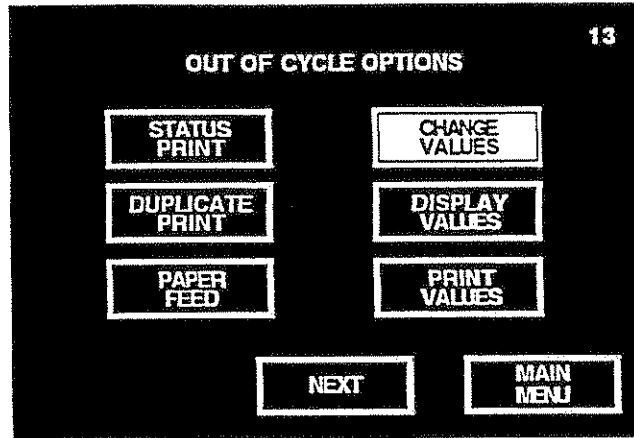 13
OUT OF CYCLE OPTIONS
STATUS
PRINT
CHANGE
VALUES
DUPLICATE
PRINT
DISPLAY
VALUES
PAPER
FEED
PRINT
VALUES
NEXT
MAIN
MENU